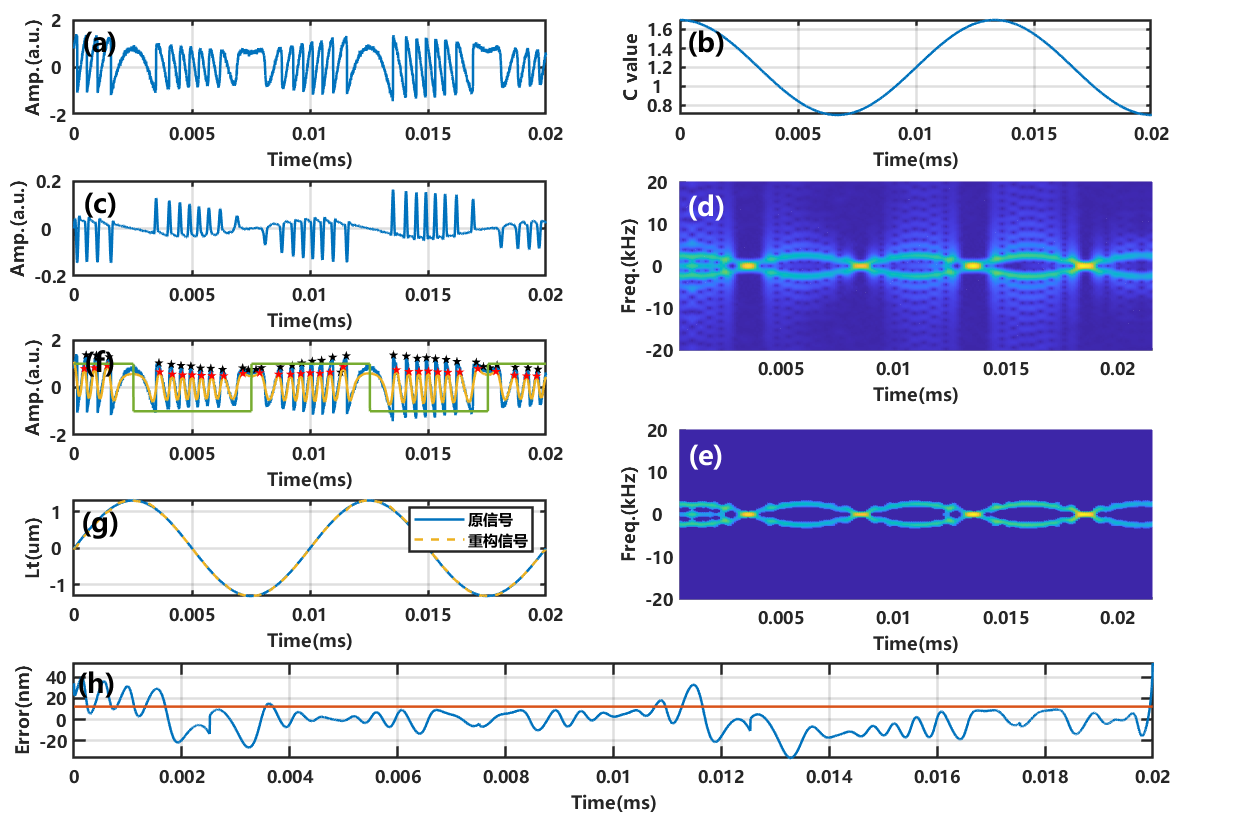 (a)
Amp.(a.u.)
2
0
-2
0 0.005 0.01 0.015 0.02
Time(ms)
(b)
C value
1.6
1.4
1.2
1
0.8
0 0.005 0.01 0.015 0.02
Time(ms)
(c)
Amp.(a.u.)
0.2
0
-0.2
0 0.005 0.01 0.015 0.02
Time(ms)
(d)
Freq.(kHz)
20
10
0
-10
-20
0.005 0.01 0.015 0.02
Time(ms)
(f)
Amp.(a.u.)
2
0
-2
0 0.005 0.01 0.015 0.02
Time(ms)
(e)
Freq.(kHz)
20
10
0
-10
-20
0.005 0.01 0.015 0.02
Time(ms)
(g)
Lt(um)
1
0
-1
原信号
重构信号
0 0.005 0.01 0.015 0.02
Time(ms)
(h)
Error(nm)
40
20
0
-20
0 0.002 0.004 0.006 0.008 0.01 0.012 0.014 0.016 0.018 0.02
Time(ms)